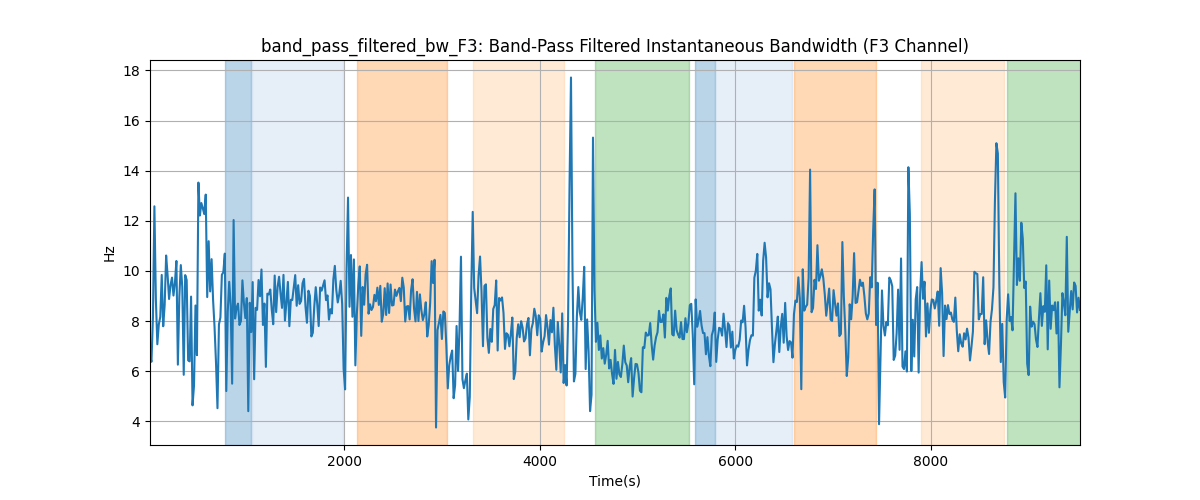 band_pass_filtered_bw_F3: Band-Pass Filtered Instantaneous Bandwidth (F3 Channel)
18
16
14
12
10
8
6
4
Hz
2000 4000 6000 8000
Time(s)